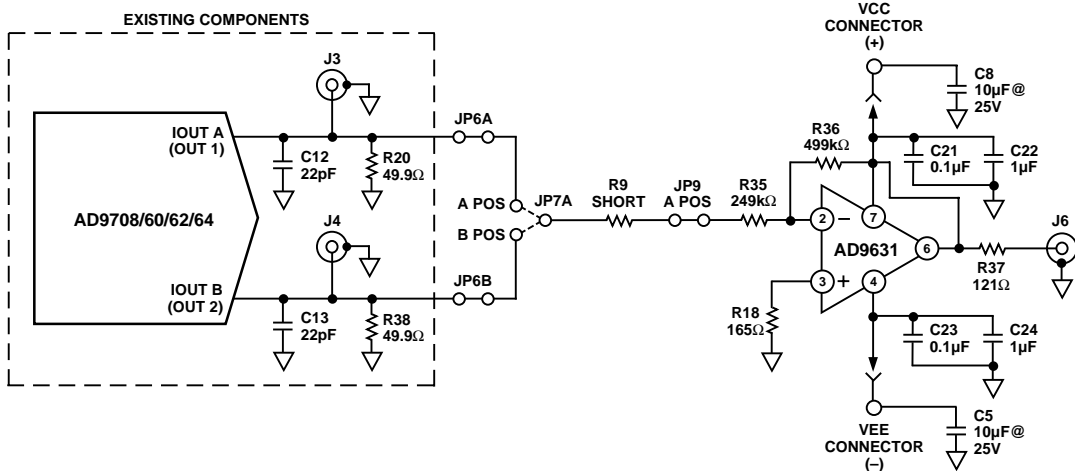 EXISTING COMPONENTS
J3
IOUT A
(OUT 1)
C12
22pF
R20
49.9Ω
AD9708/60/62/64
J4
IOUT B
(OUT 2)
C13
22pF
R38
49.9Ω
JP6A
A POS
JP7A
B POS
JP6B
R9
SHORT
JP9
A POS
R35
249kΩ
R36
499kΩ
VCC
CONNECTOR
(+)
C8
10µF@
25V
C21
0.1µF
C22
1µF
2
–
7
AD9631
6
3
+
4
R18
165Ω
R37
121Ω
J6
C23
0.1µF
C24
1µF
VEE
CONNECTOR
(–)
C5
10µF@
25V